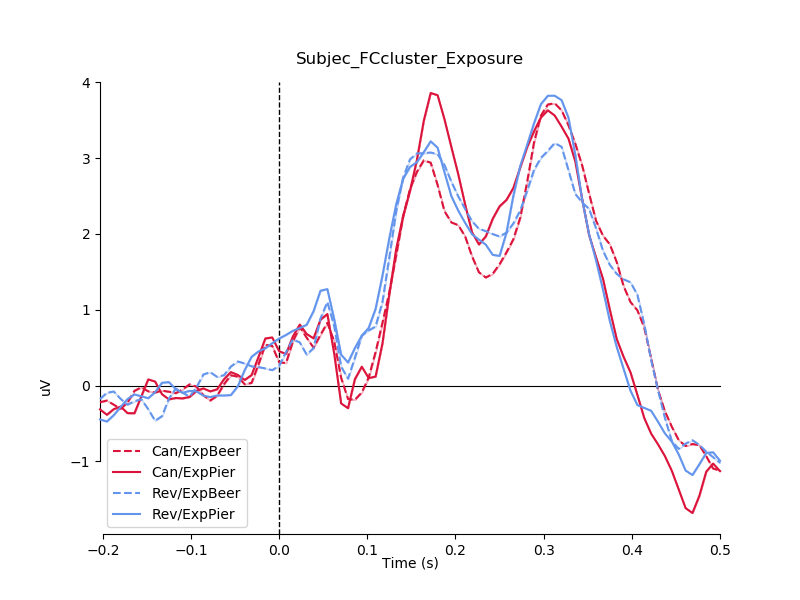 Subjec_FCcluster_Exposure
4
3
2
1
0
−1
uV
Can/ExpBeer
Can/ExpPier
Rev/ExpBeer
Rev/ExpPier
−0.2 −0.1 0.0 0.1 0.2 0.3 0.4 0.5
Time (s)